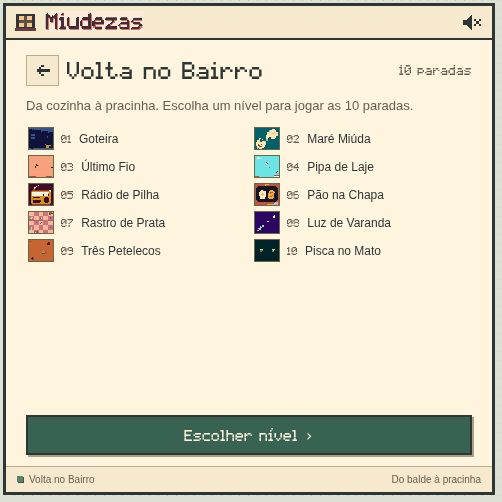 Miudezas
Volta no Bairro
10 paradas
Da cozinha à pracinha. Escolha um nível para jogar as 10 paradas.
01 Goteira
02 Maré Miúda
03 Último Fio
04 Pipa de Laje
05 Rádio de Pilha
06 Pão na Chapa
07 Rastro de Prata
08 Luz de Varanda
09 Três Petelecos
10 Pisca no Mato
Escolher nível ›
Volta no Bairro
Do balde à pracinha